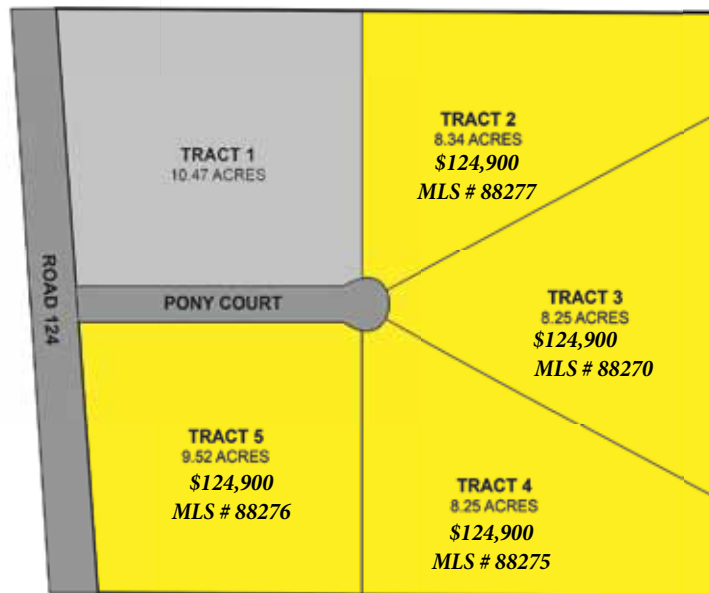 TRACT 1
10.47 ACRES
TRACT 2
8.34 ACRES
$124,900
MLS # 88277
ROAD 124
PONY COURT
TRACT 3
8.25 ACRES
$124,900
MLS # 88270
TRACT 5
9.52 ACRES
$124,900
MLS # 88276
TRACT 4
8.25 ACRES
$124,900
MLS # 88275